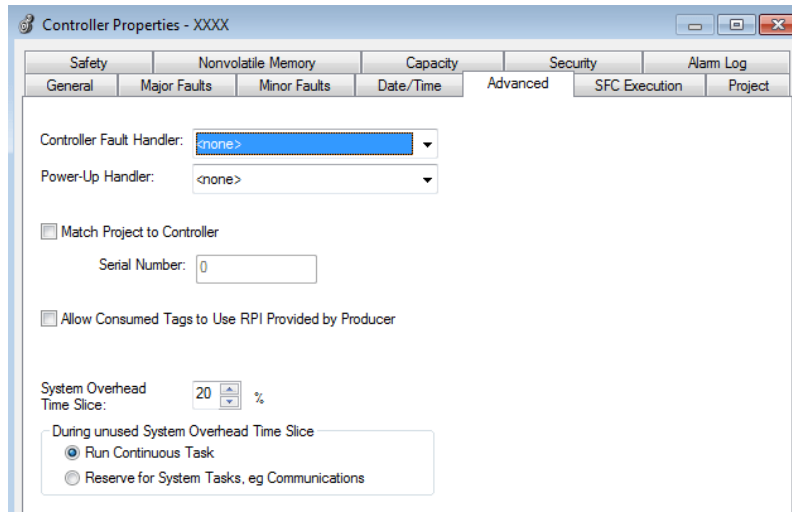 Controller Properties - XXXX
Safety Nonvolatile Memory Capacity Security Alarm Log
General Major Faults Minor Faults Date/Time Advanced SFC Execution Project
Controller Fault Handler: <none>
Power-Up Handler: <none>
Match Project to Controller
Serial Number: 0
Allow Consumed Tags to Use RPI Provided by Producer
System Overhead
Time Slice: 20 %
During unused System Overhead Time Slice
Run Continuous Task
Reserve for System Tasks, eg Communications